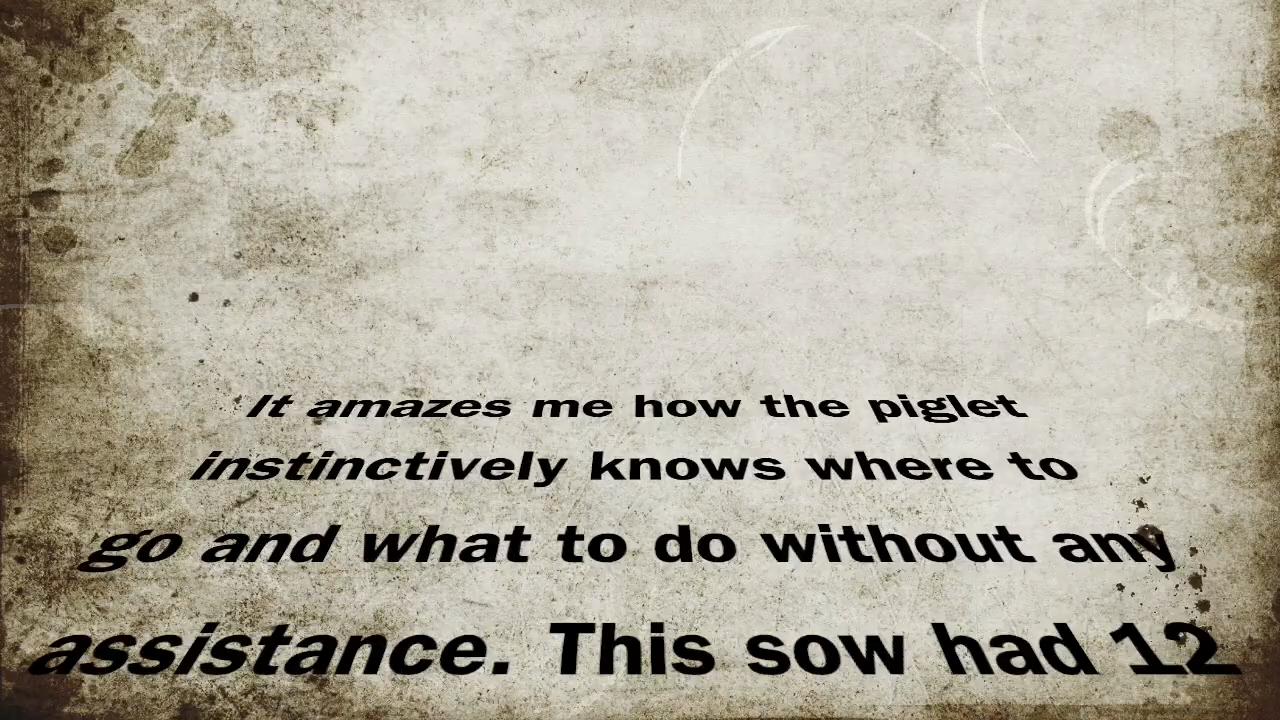 It amazes me how the piglet
instinctively knows where to
go and what to do without any
assistance. This sow had 12